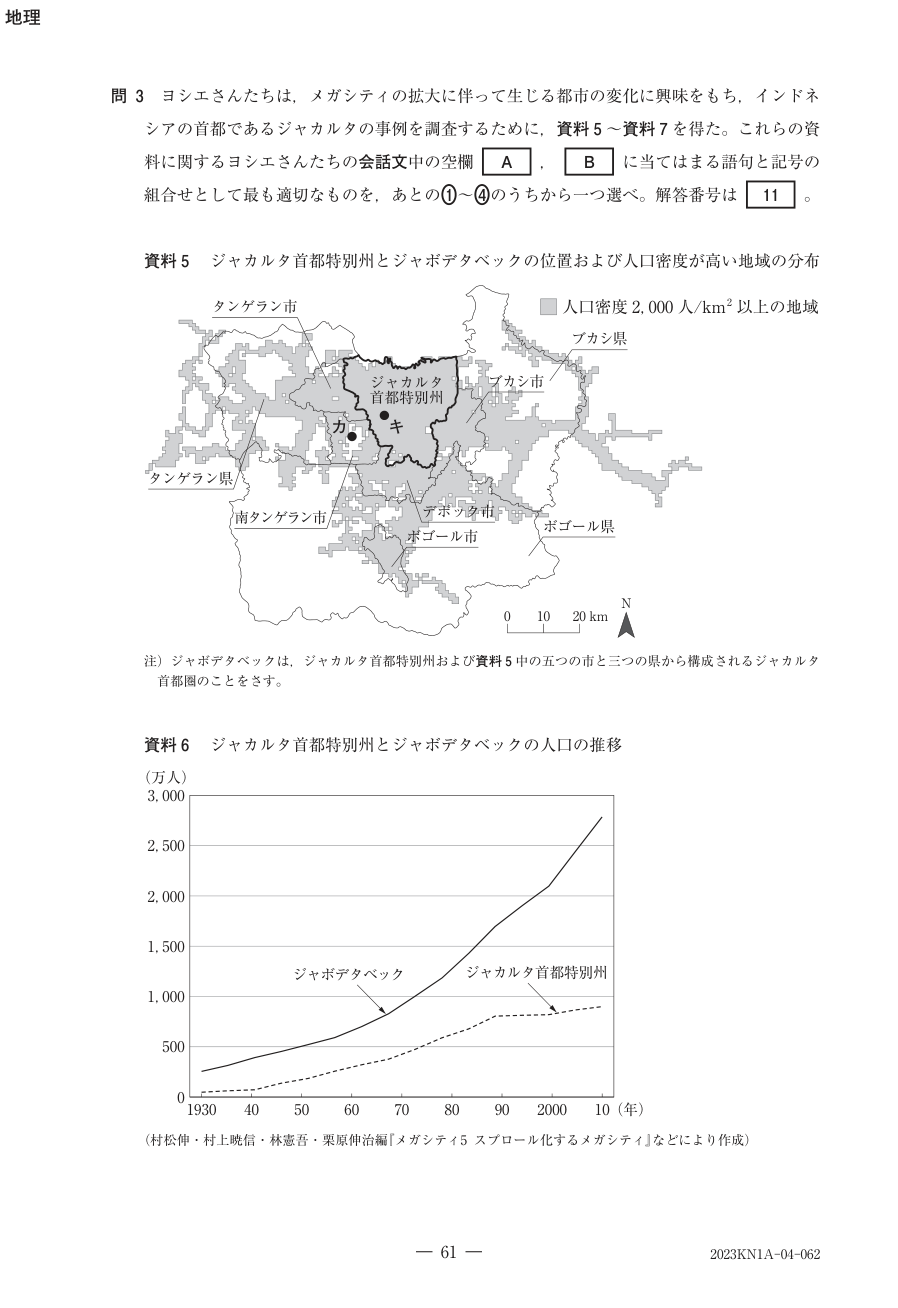 地理
問 3 ヨシエさんたちは，メガシティの拡大に伴って生じる都市の変化に興味をもち，インドネ
シアの首都であるジャカルタの事例を調査するために，資料 5 ～資料 7 を得た。これらの資
料に関するヨシエさんたちの会話文中の空欄 A ， B に当てはまる語句と記号の
組合せとして最も適切なものを，あとの①～④のうちから一つ選べ。解答番号は 11 。
資料 5 ジャカルタ首都特別州とジャボデタベックの位置および人口密度が高い地域の分布
タンゲラン市
人口密度 2,000 人/km² 以上の地域
ブカシ県
ジャカルタ
首都特別州
ブカシ市
カ
キ
タンゲラン県
南タンゲラン市
デポック市
ボゴール市
ボゴール県
0 10 20 km
N
注）ジャボデタベックは，ジャカルタ首都特別州および資料 5 中の五つの市と三つの県から構成されるジャカルタ
首都圏のことをさす。
資料 6 ジャカルタ首都特別州とジャボデタベックの人口の推移
（万人）
3,000
2,500
2,000
1,500
ジャボデタベック
ジャカルタ首都特別州
1,000
500
0
1930 40 50 60 70 80 90 2000 10（年）
（村松伸・村上暁信・林憲吾・栗原伸治編『メガシティ5 スプロール化するメガシティ』などにより作成）
— 61 —
2023KN1A-04-062